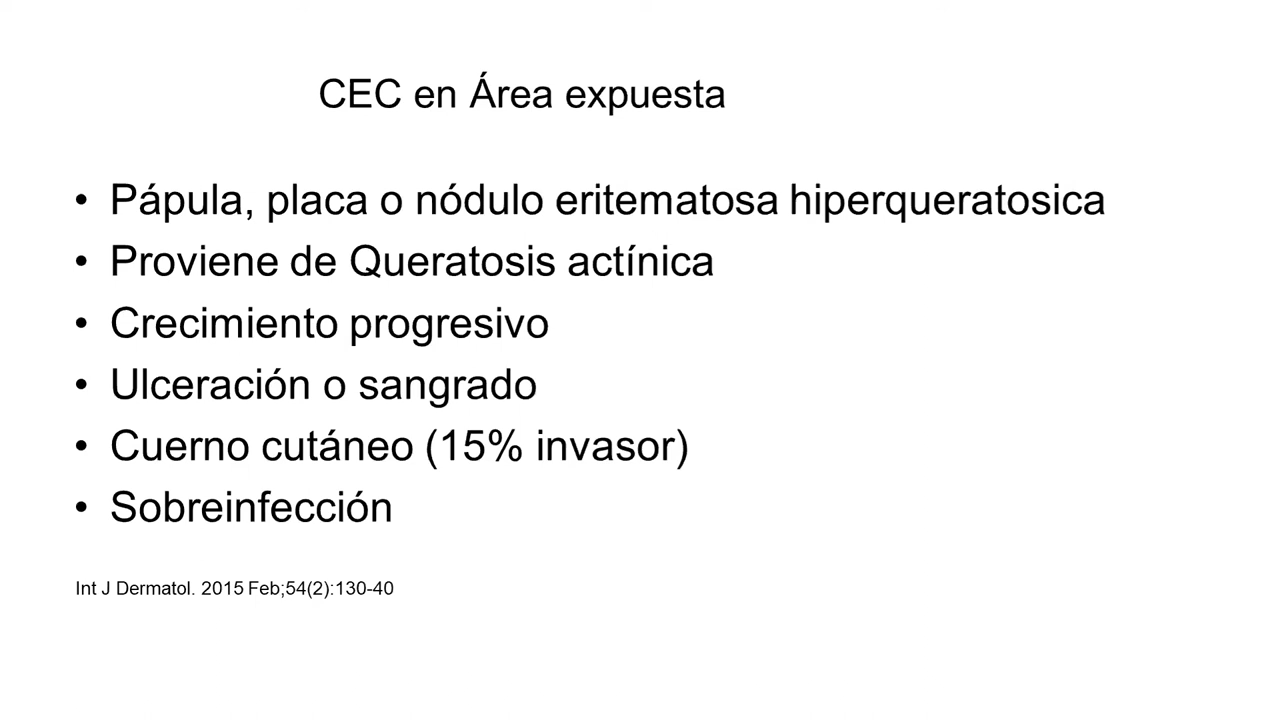 CEC en Área expuesta
• Pápula, placa o nódulo eritematosa hiperqueratosica
• Proviene de Queratosis actínica
• Crecimiento progresivo
• Ulceración o sangrado
• Cuerno cutáneo (15% invasor)
• Sobreinfección
Int J Dermatol. 2015 Feb;54(2):130-40